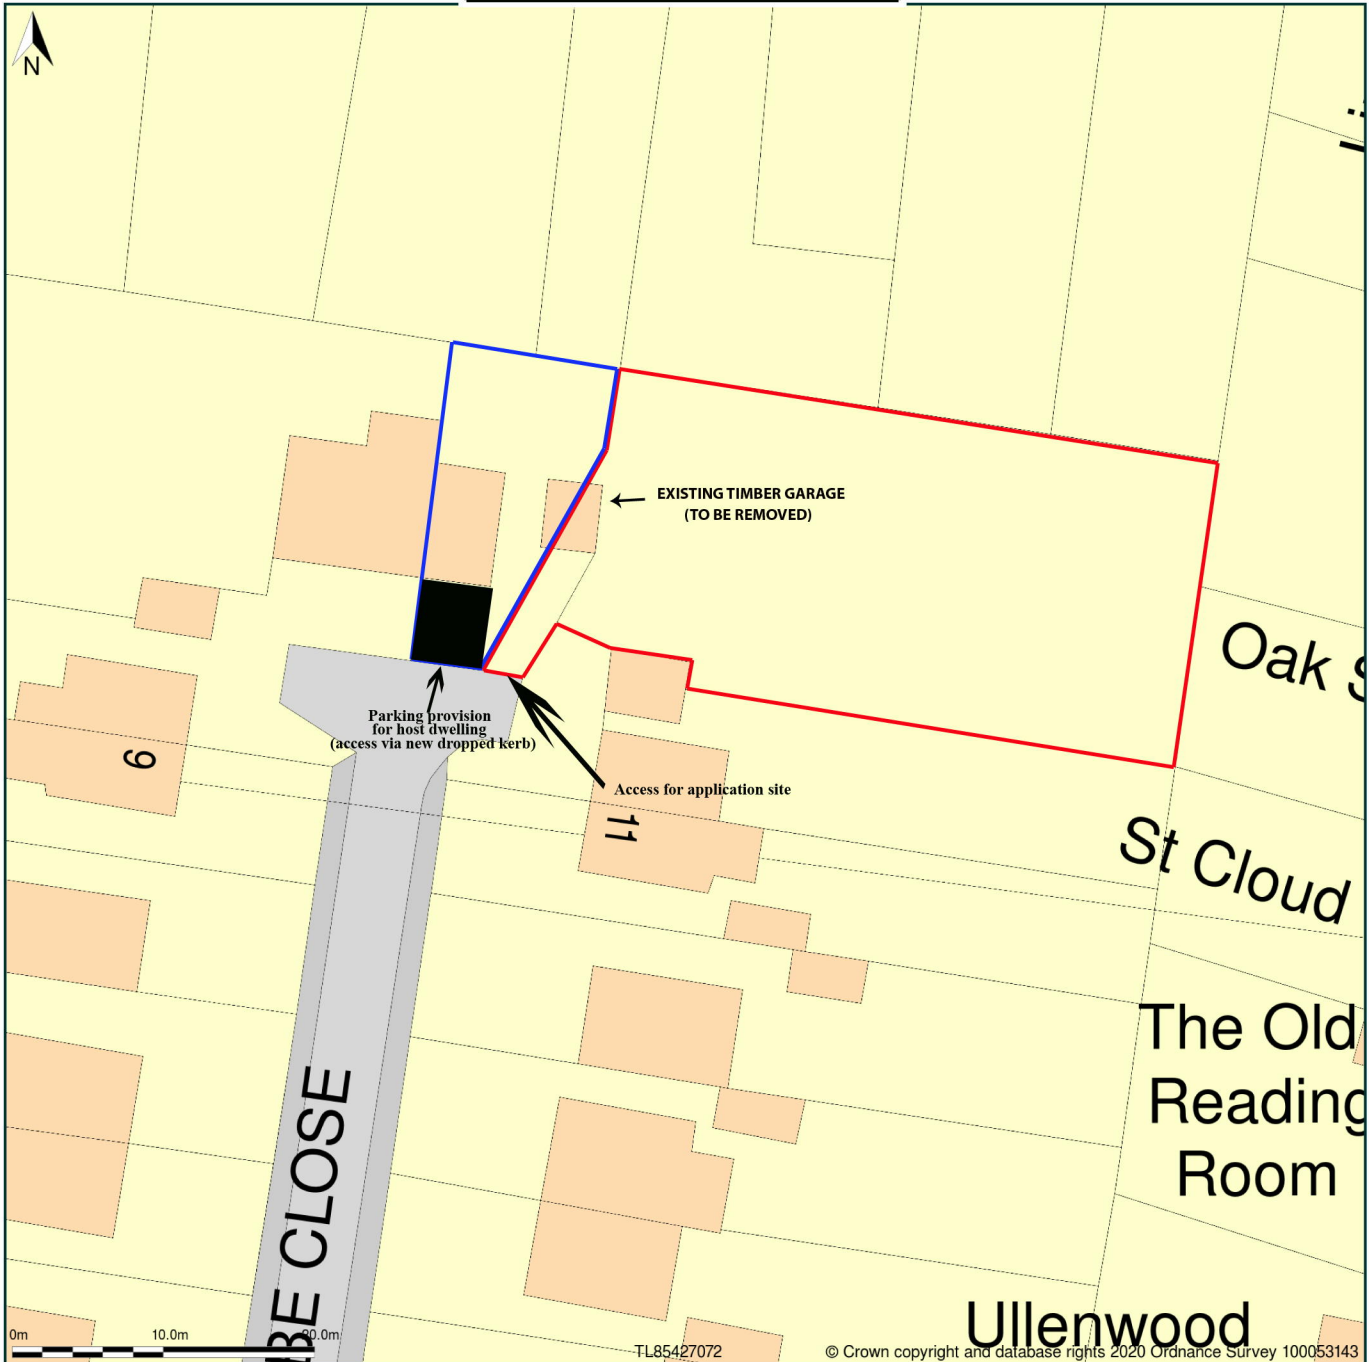 N
EXISTING TIMBER GARAGE
(TO BE REMOVED)
Oak
Parking provision
for host dwelling
(access via new dropped kerb)
9
Access for application site
11
St Cloud
The Old
Reading
Room
BE CLOSE
Ullenwood
0m 10.0m 20.0m
TL85427072
© Crown copyright and database rights 2020 Ordnance Survey 100053143